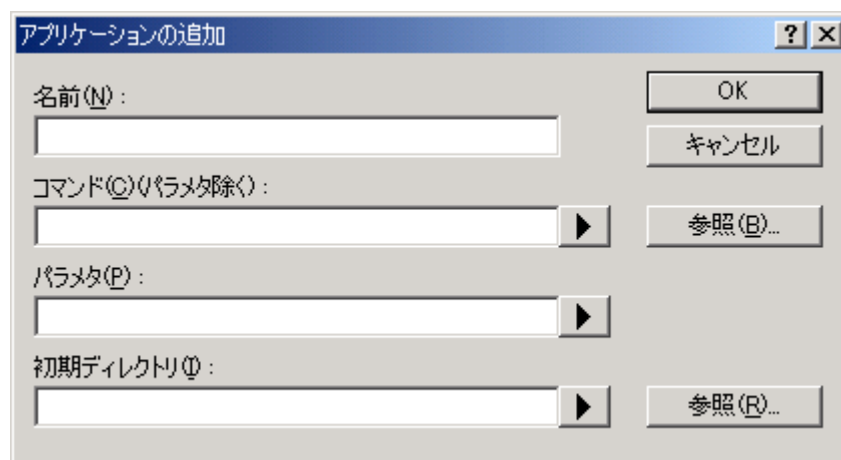 アプリケーションの追加
名前(N) :
OK
キャンセル
コマンド(C)(パラメタ除く) :
参照(B)...
パラメタ(P) :
初期ディレクトリ(I) :
参照(R)...